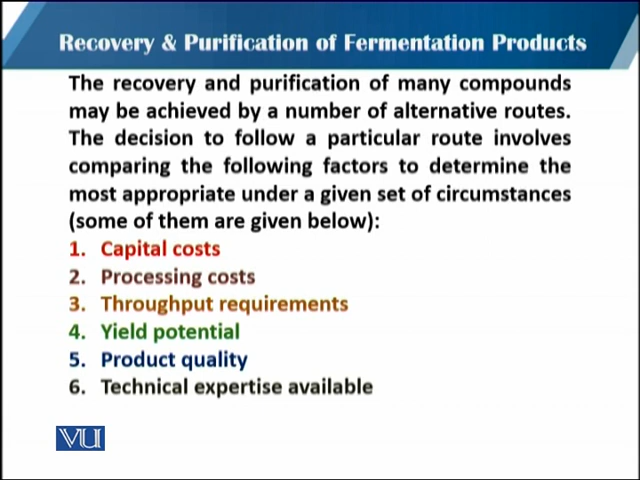 Recovery & Purification of Fermentation Products
The recovery and purification of many compounds
may be achieved by a number of alternative routes.
The decision to follow a particular route involves
comparing the following factors to determine the
most appropriate under a given set of circumstances
(some of them are given below):
1. Capital costs
2. Processing costs
3. Throughput requirements
4. Yield potential
5. Product quality
6. Technical expertise available
VU